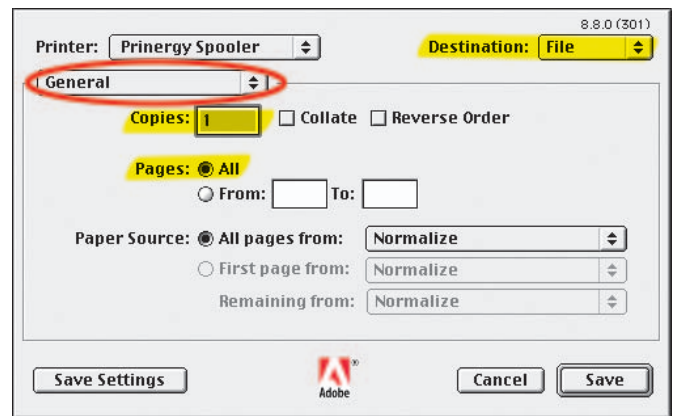 8.8.0 (301)
Printer: Prinergy Spooler Destination: File
General
Copies: 1 Collate Reverse Order
Pages: All
From: To:
Paper Source: All pages from: Normalize
First page from: Normalize
Remaining from: Normalize
Save Settings Adobe® Cancel Save